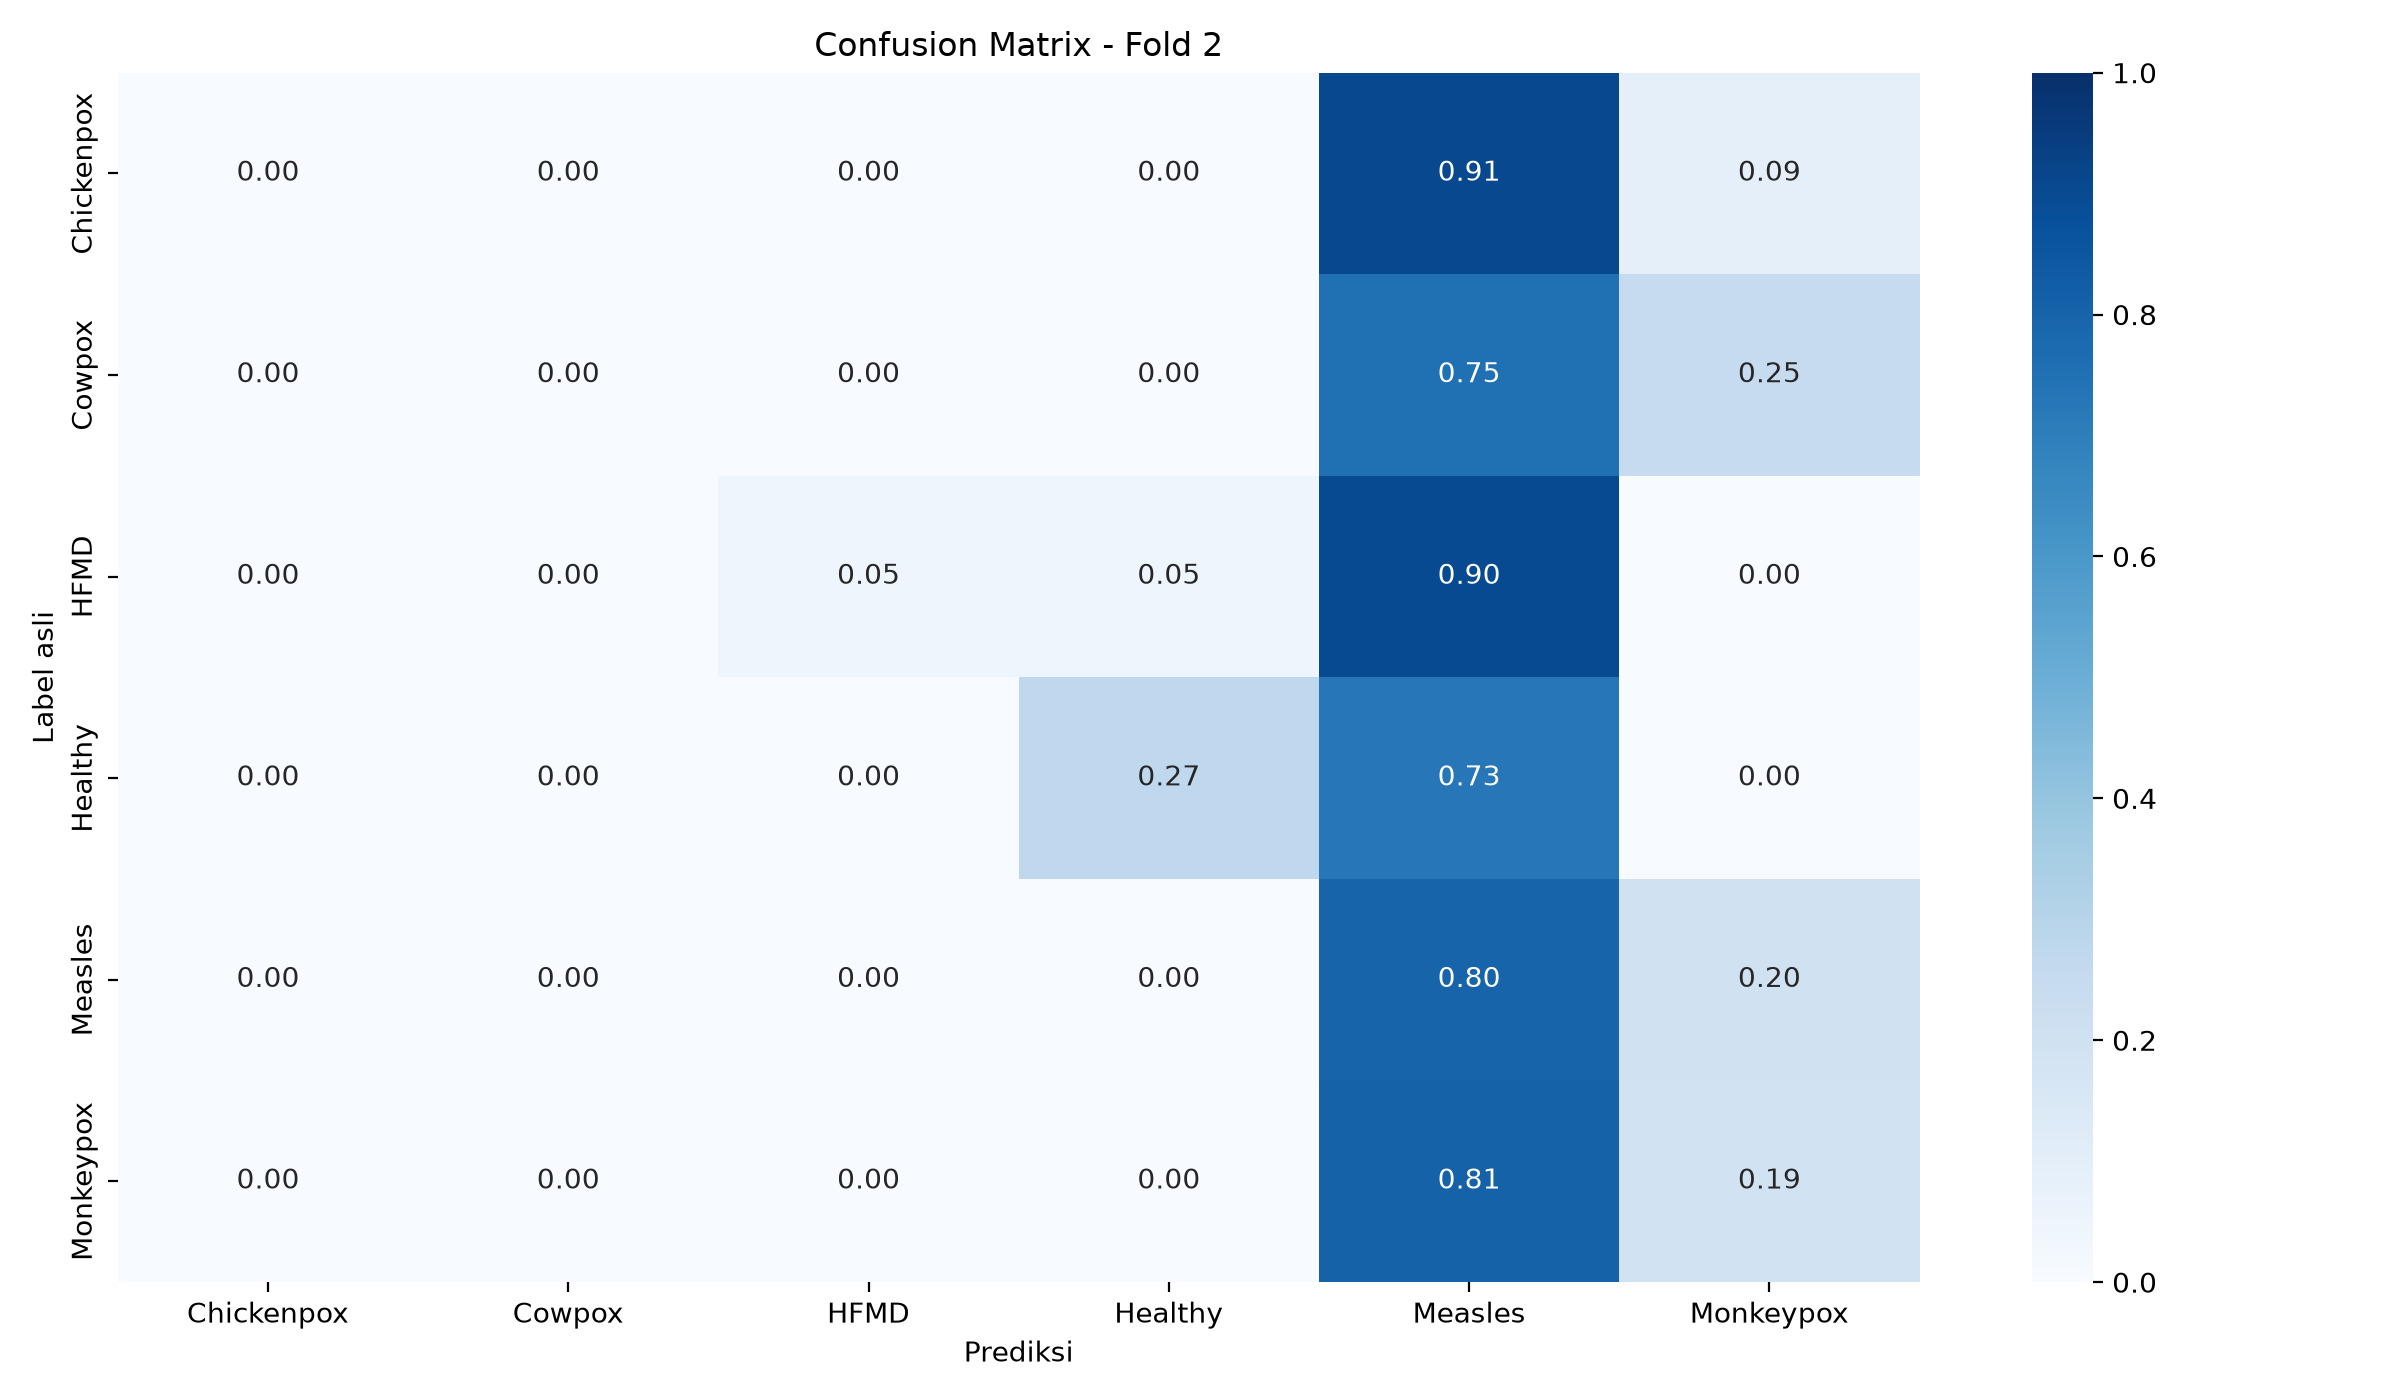 Confusion Matrix - Fold 2
Label asli
Chickenpox 0.00 0.00 0.00 0.00 0.91 0.09
Cowpox 0.00 0.00 0.00 0.00 0.75 0.25
HFMD 0.00 0.00 0.05 0.05 0.90 0.00
Healthy 0.00 0.00 0.00 0.27 0.73 0.00
Measles 0.00 0.00 0.00 0.00 0.80 0.20
Monkeypox 0.00 0.00 0.00 0.00 0.81 0.19
Chickenpox Cowpox HFMD Healthy Measles Monkeypox
Prediksi
1.0
0.8
0.6
0.4
0.2
0.0